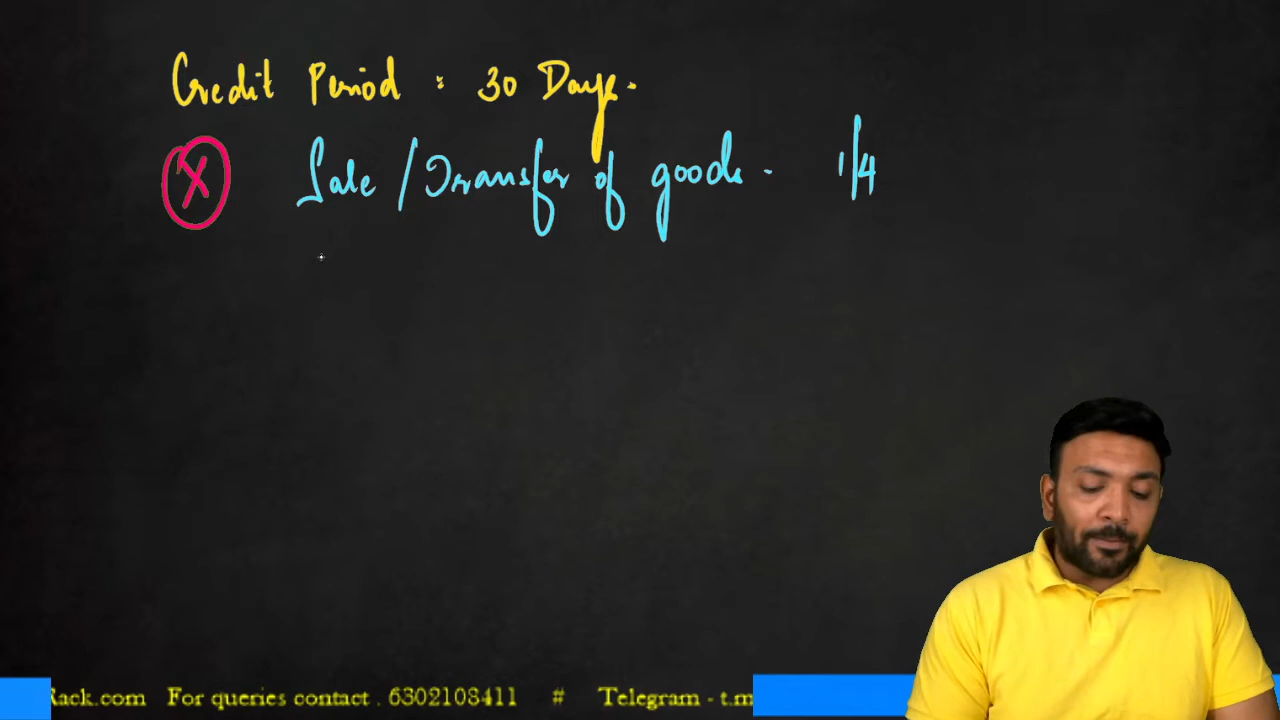 Credit Period : 30 Days.
X Sale / Transfer of goods - 1/4
Rack.com For queries contact . 6302108411 # Telegram - t.m